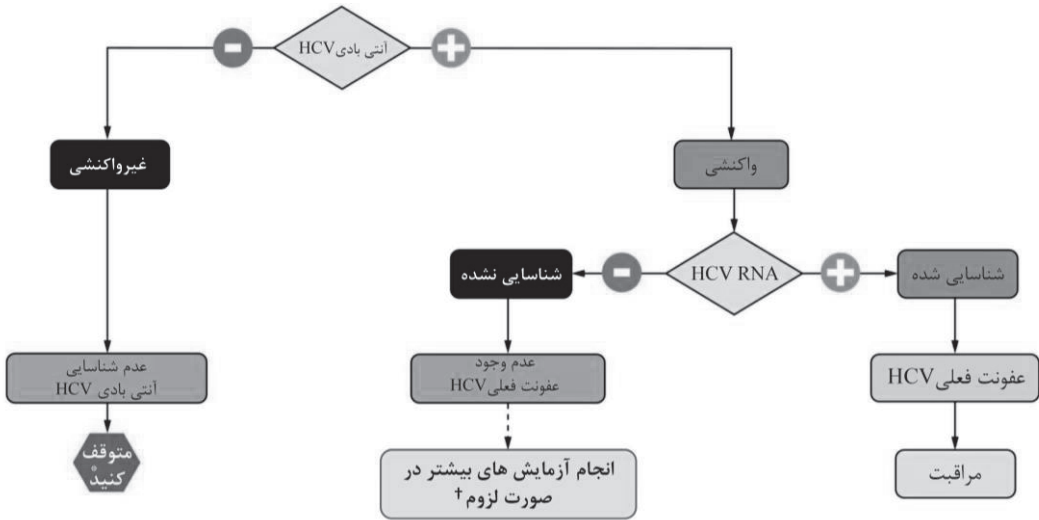 آنتی بادی HCV
غیرواکنشی
واکنشی
شناسایی نشده
HCV RNA
شناسایی شده
عدم شناسایی
آنتی بادی HCV
عدم وجود
عفونت فعلی HCV
عفونت فعلی HCV
متوقف
کنید*
انجام آزمایش های بیشتر در
صورت لزوم †
مراقبت